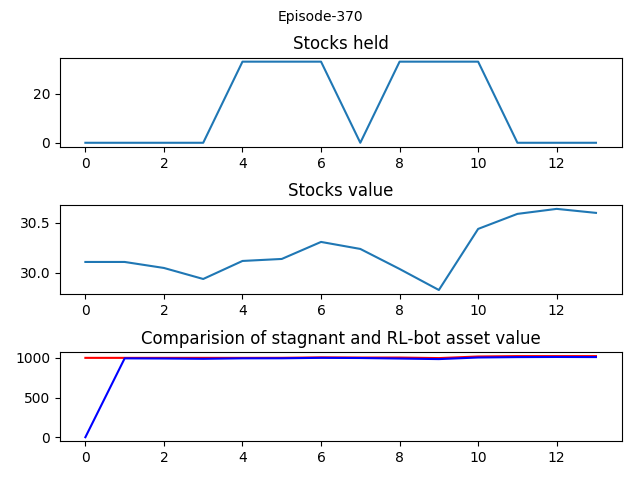 Episode-370
Stocks held
20
0
0 2 4 6 8 10 12
Stocks value
30.5
30.0
0 2 4 6 8 10 12
Comparision of stagnant and RL-bot asset value
1000
500
0
0 2 4 6 8 10 12